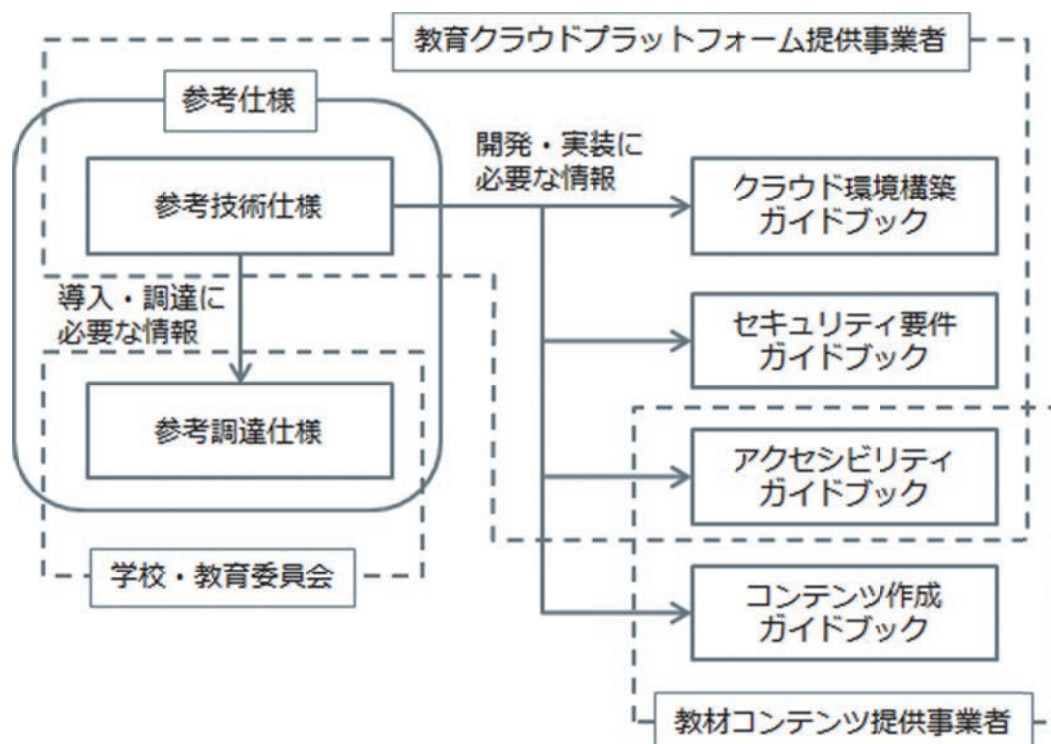 教育クラウドプラットフォーム提供事業者
参考仕様
開発・実装に
必要な情報
参考技術仕様
クラウド環境構築
ガイドブック
導入・調達に
必要な情報
セキュリティ要件
ガイドブック
参考調達仕様
アクセシビリティ
ガイドブック
学校・教育委員会
コンテンツ作成
ガイドブック
教材コンテンツ提供事業者